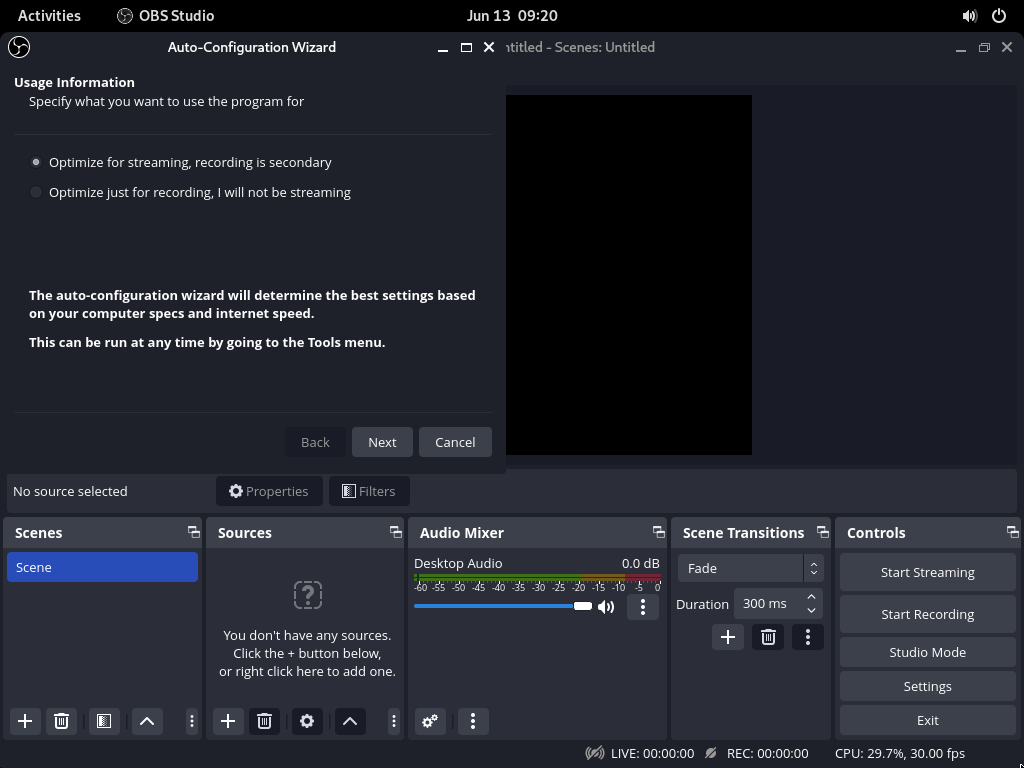 Activities OBS Studio Jun 13 09:20
Auto-Configuration Wizard
ntitled - Scenes: Untitled
Usage Information
Specify what you want to use the program for
Optimize for streaming, recording is secondary
Optimize just for recording, I will not be streaming
The auto-configuration wizard will determine the best settings based
on your computer specs and internet speed.
This can be run at any time by going to the Tools menu.
Back Next Cancel
No source selected Properties Filters
Scenes
Scene
Sources
You don't have any sources.
Click the + button below,
or right click here to add one.
Audio Mixer
Desktop Audio 0.0 dB
-60 -55 -50 -45 -40 -35 -30 -25 -20 -15 -10 -5 0
Scene Transitions
Fade
Duration 300 ms
Controls
Start Streaming
Start Recording
Studio Mode
Settings
Exit
LIVE: 00:00:00 REC: 00:00:00 CPU: 29.7%, 30.00 fps